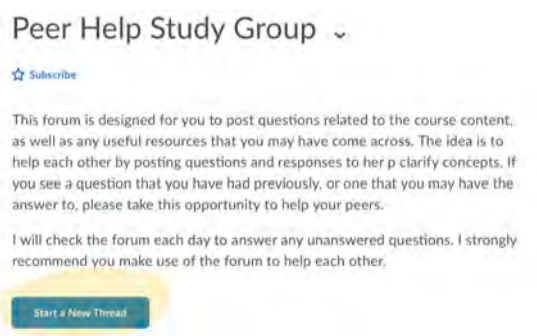 Peer Help Study Group
Subscribe
This forum is designed for you to post questions related to the course content,
as well as any useful resources that you may have come across. The idea is to
help each other by posting questions and responses to her p clarify concepts. If
you see a question that you have had previously, or one that you may have the
answer to, please take this opportunity to help your peers.
I will check the forum each day to answer any unanswered questions. I strongly
recommend you make use of the forum to help each other.
Start a New Thread